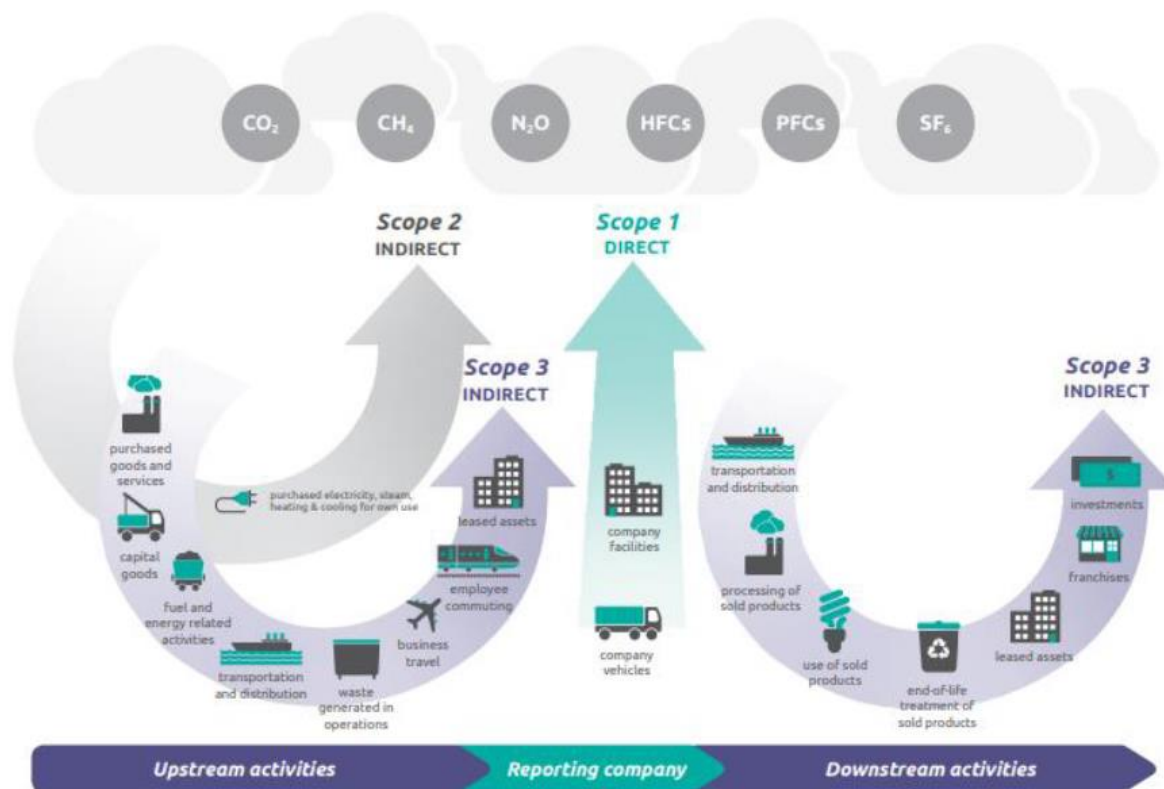 CO₂
CH₄
N₂O
HFCs
PFCs
SF₆
Scope 2
INDIRECT
Scope 1
DIRECT
Scope 3
INDIRECT
Scope 3
INDIRECT
purchased
goods and
services
capital
goods
fuel and
energy related
activities
transportation
and distribution
waste
generated in
operations
business
travel
employee
commuting
leased assets
purchased electricity, steam,
heating & cooling for own use
company
facilities
company
vehicles
transportation
and distribution
processing of
sold products
use of sold
products
end-of-life
treatment of
sold products
leased assets
franchises
investments
$
Upstream activities
Reporting company
Downstream activities